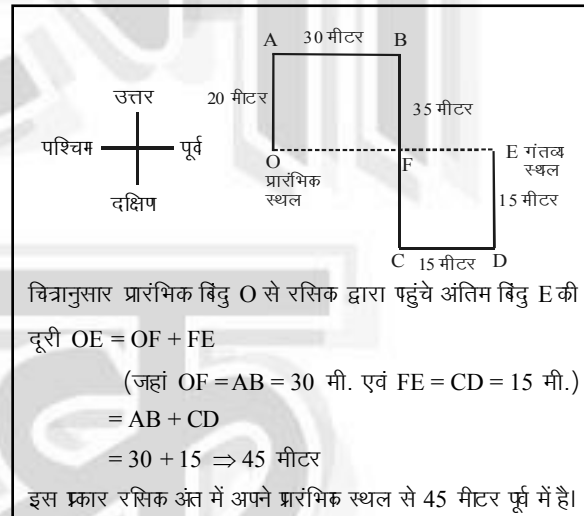 A 30 मीटर B
20 मीटर
35 मीटर
उत्तर
पश्चिम पूर्व
दक्षिण
O
प्रारंभिक
स्थल
F
E गंतव्य
स्थल
15 मीटर
C 15 मीटर D
चित्रानुसार प्रारंभिक बिंदु O से रसिक द्वारा पहुंचे अंतिम बिंदु E की
दूरी OE = OF + FE
(जहां OF = AB = 30 मी. एवं FE = CD = 15 मी.)
= AB + CD
= 30 + 15 ⇒ 45 मीटर
इस प्रकार रसिक अंत में अपने प्रारंभिक स्थल से 45 मीटर पूर्व में है।